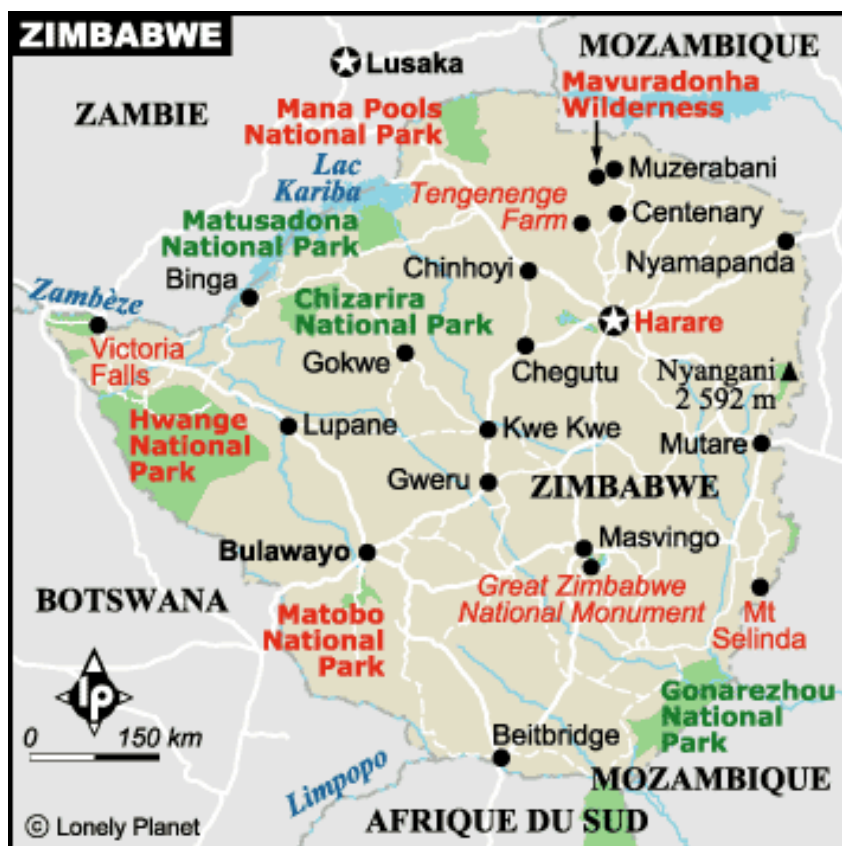 ZIMBABWE
MOZAMBIQUE
Lusaka
Mavuradonha
Wilderness
ZAMBIE
Mana Pools
National Park
Lac
Kariba
Muzerabani
Tengenenge
Farm
Centenary
Matusadona
National Park
Nyamapanda
Chinhoyi
Binga
Zambèze
Chizarira
National Park
Harare
Victoria
Falls
Gokwe
Chegutu
Nyangani
2 592 m
Hwange
National
Park
Lupane
Kwe Kwe
Mutare
Gweru
ZIMBABWE
Bulawayo
Masvingo
Great Zimbabwe
National Monument
BOTSWANA
Matobo
National
Park
Mt
Selinda
lp
Gonarezhou
National
Park
0 150 km
Beitbridge
Limpopo
MOZAMBIQUE
AFRIQUE DU SUD
© Lonely Planet